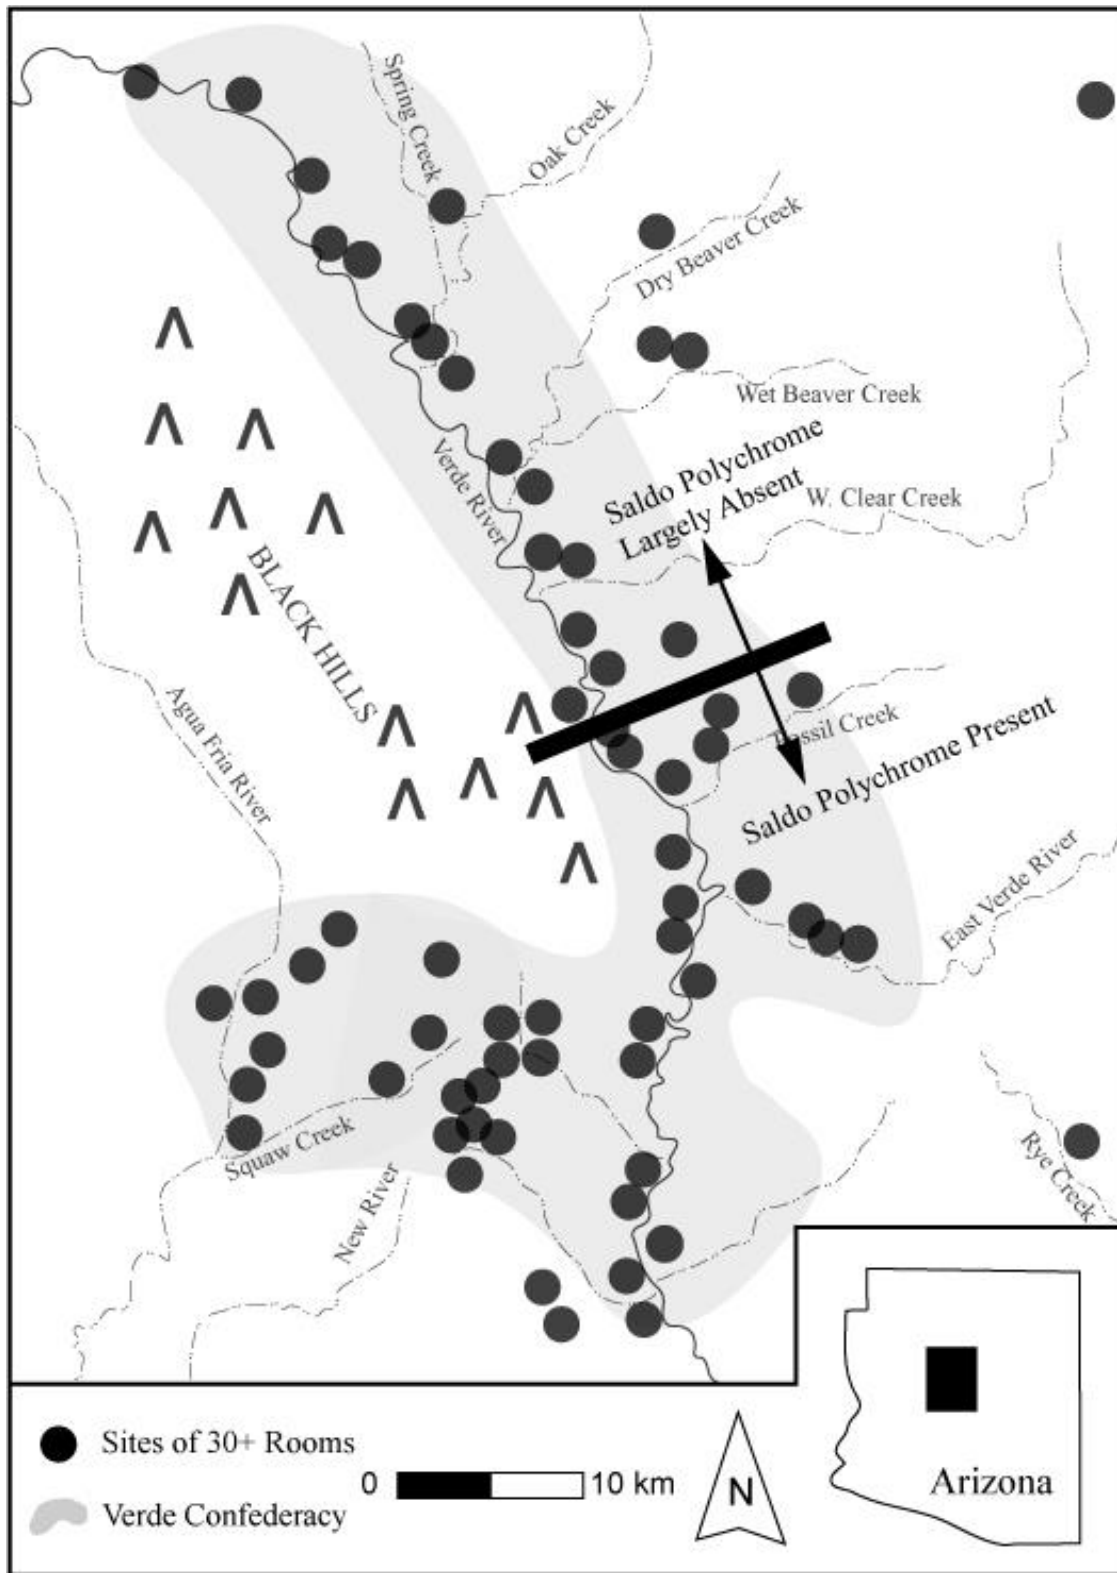 Spring Creek
Oak Creek
Dry Beaver Creek
Wet Beaver Creek
Verde River
Saldo Polychrome
Largely Absent
W. Clear Creek
BLACK HILLS
Agua Fria River
Fossil Creek
Saldo Polychrome Present
East Verde River
Squaw Creek
New River
Rye Creek
Sites of 30+ Rooms
Verde Confederacy
0 10 km
N
Arizona